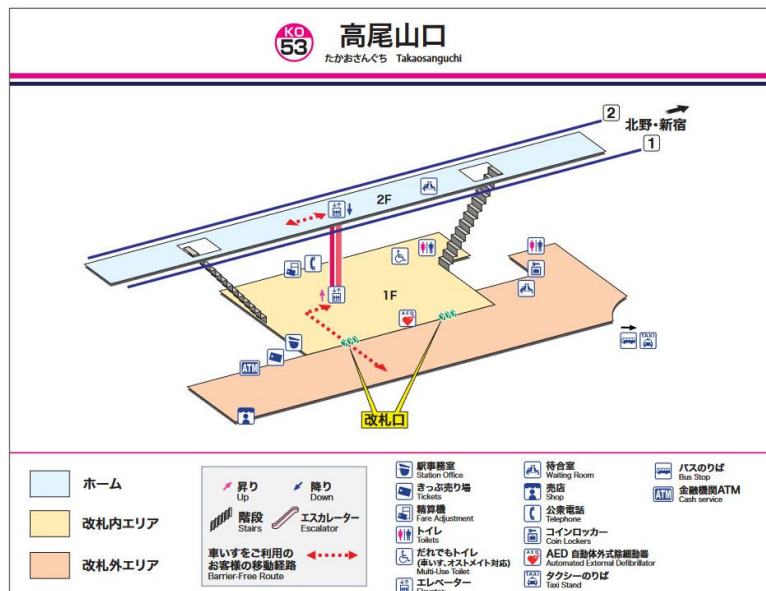 KO
53
高尾山口
たかおさんぐち Takaosanguchi
2
北野・新宿
1
2F
1F
AED
ATM
TAXI
改札口
ホーム
改札内エリア
改札外エリア
昇り
Up
降り
Down
階段
Stairs
エスカレーター
Escalator
車いすをご利用の
お客様の移動経路
Barrier-Free Route
駅事務室
Station Office
きっぷ売り場
Tickets
精算機
Fare Adjustment
トイレ
Toilets
だれでもトイレ
(車いす、オストメイト対応)
Multi-Use Toilet
エレベーター
待合室
Waiting Room
売店
Shop
公衆電話
Telephone
コインロッカー
Coin Lockers
AED
AED 自動体外式除細動器
Automated External Defibrillator
TAXI
タクシーのりば
Taxi Stand
バスのりば
Bus Stop
ATM
金融機関ATM
Cash service